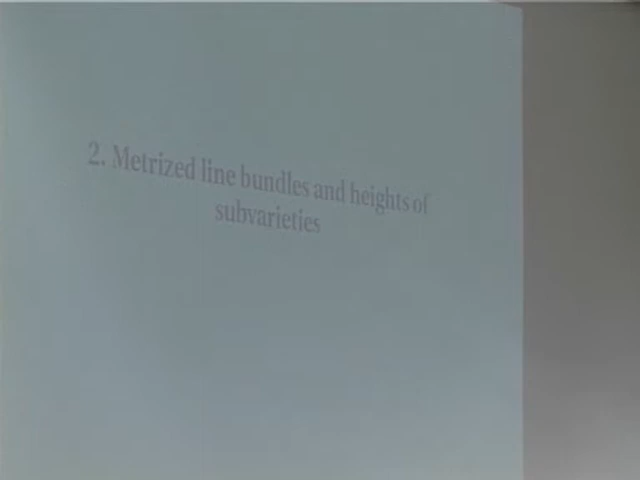 2. Metrized line bundles and heights of
subvarieties